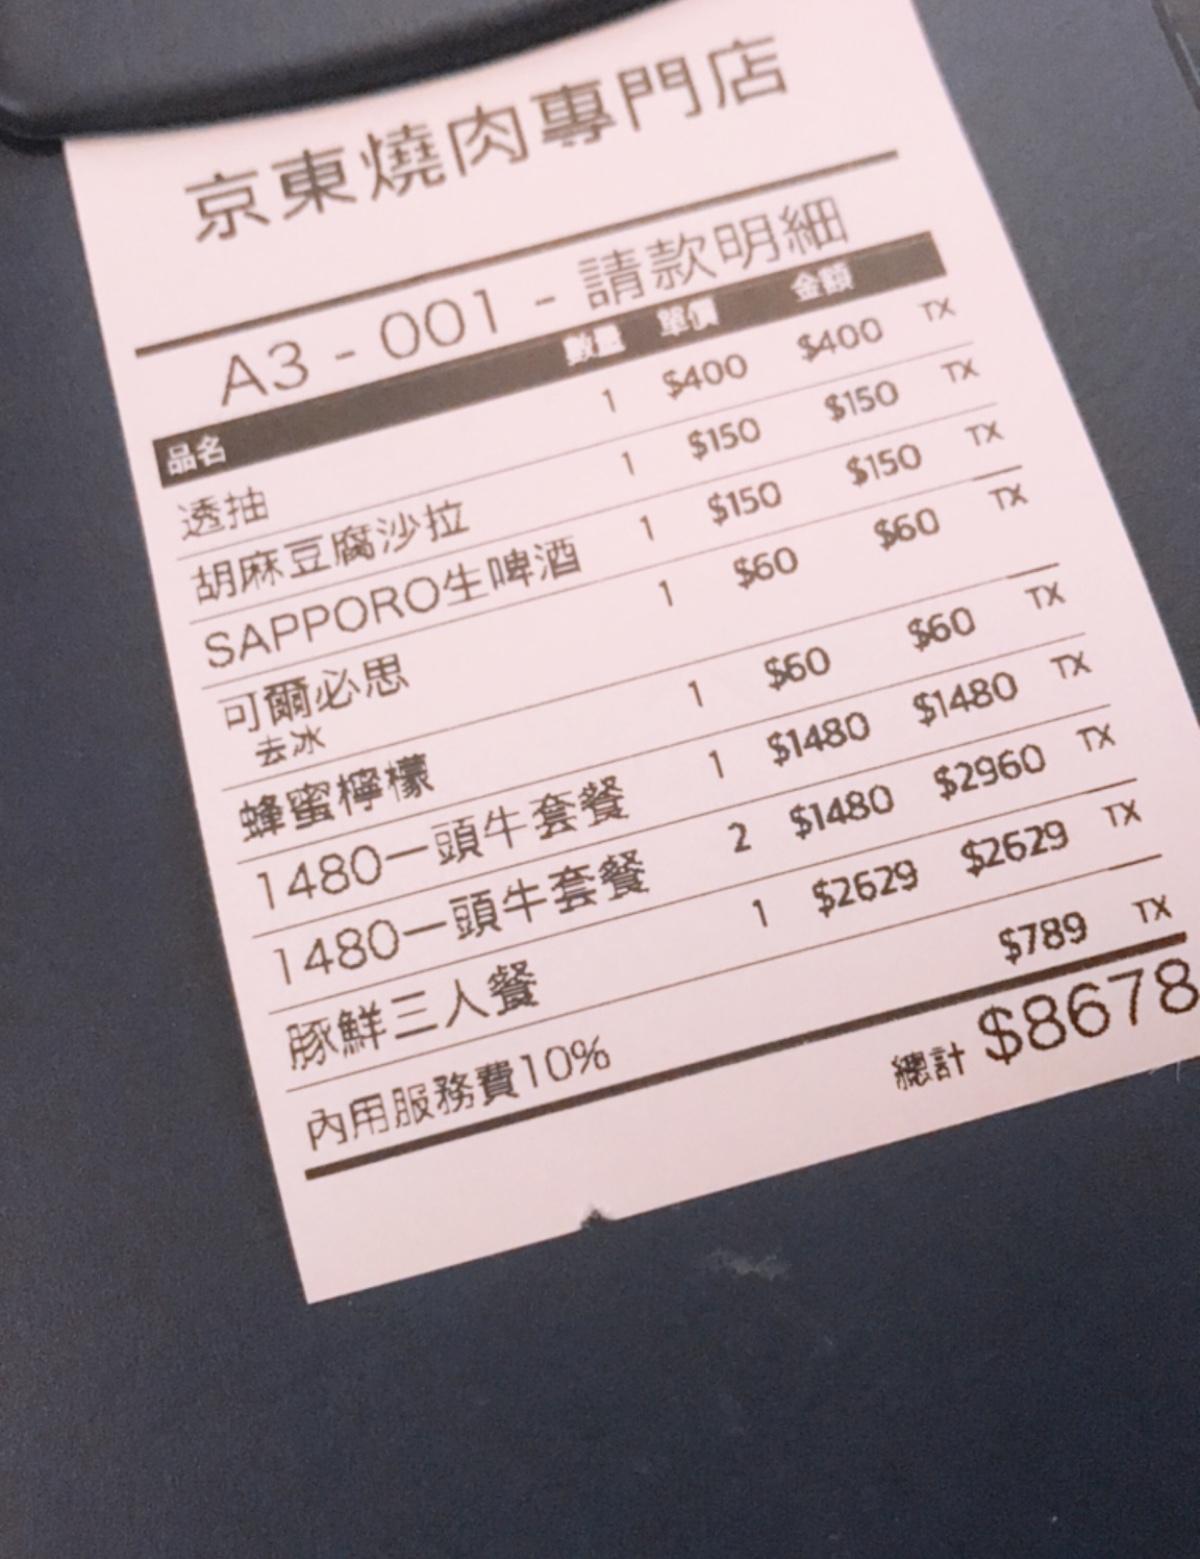 京東燒肉專門店
A3 - 001 - 請款明細
品名 數量 單價 金額
透抽 1 $400 $400 TX
胡麻豆腐沙拉 1 $150 $150 TX
SAPPORO生啤酒 1 $150 $150 TX
可爾必思 1 $60 $60 TX
去冰
蜂蜜檸檬 1 $60 $60 TX
1480一頭牛套餐 1 $1480 $1480 TX
1480一頭牛套餐 2 $1480 $2960 TX
豚鮮三人餐 1 $2629 $2629 TX
內用服務費10% $789 TX
總計 $8678